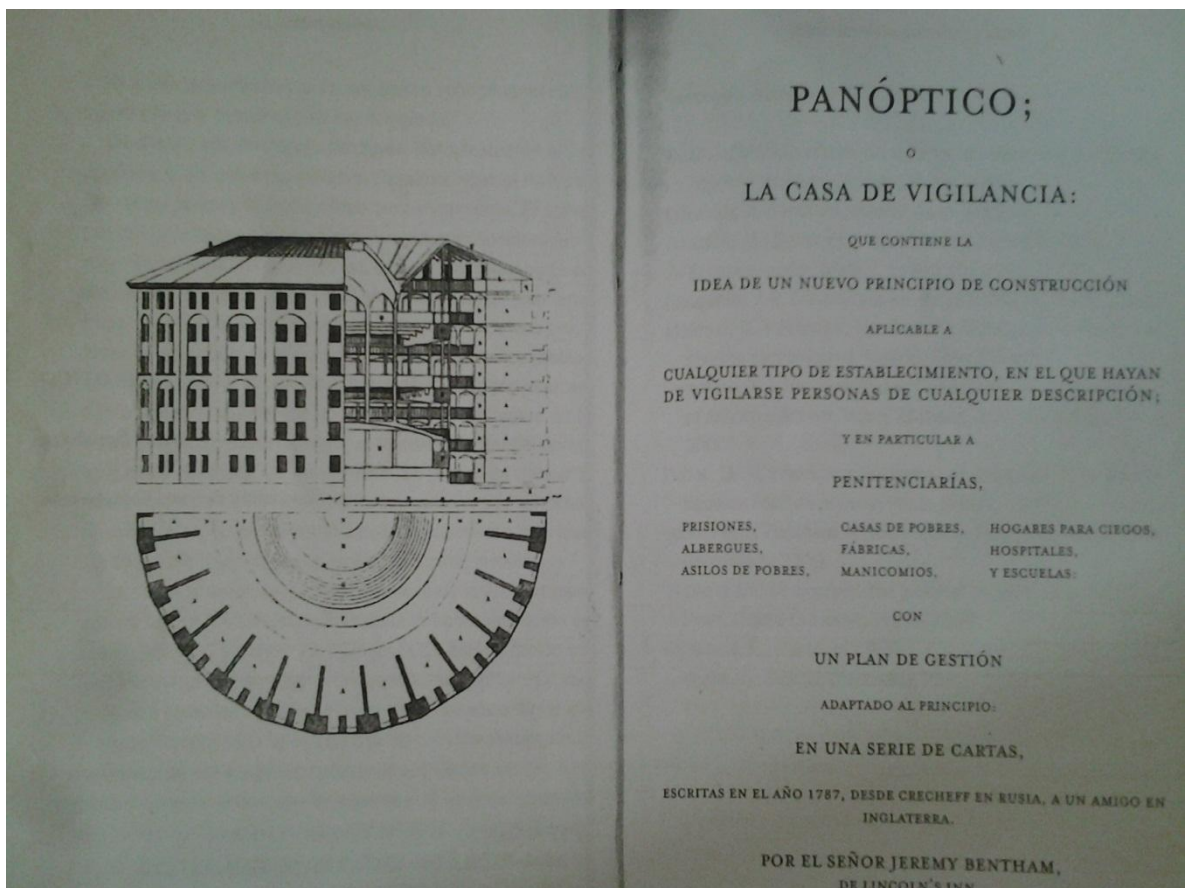 PANÓPTICO;
O
LA CASA DE VIGILANCIA:
QUE CONTIENE LA
IDEA DE UN NUEVO PRINCIPIO DE CONSTRUCCIÓN
APLICABLE A
CUALQUIER TIPO DE ESTABLECIMIENTO, EN EL QUE HAYAN
DE VIGILARSE PERSONAS DE CUALQUIER DESCRIPCIÓN;
Y EN PARTICULAR A
PENITENCIARÍAS,
PRISIONES, CASAS DE POBRES, HOGARES PARA CIEGOS,
ALBERGUES, FÁBRICAS, HOSPITALES,
ASILOS DE POBRES, MANICOMIOS, Y ESCUELAS:
CON
UN PLAN DE GESTIÓN
ADAPTADO AL PRINCIPIO:
EN UNA SERIE DE CARTAS,
ESCRITAS EN EL AÑO 1787, DESDE CRECHEFF EN RUSIA, A UN AMIGO EN
INGLATERRA.
POR EL SEÑOR JEREMY BENTHAM,
DE LINCOLN'S INN